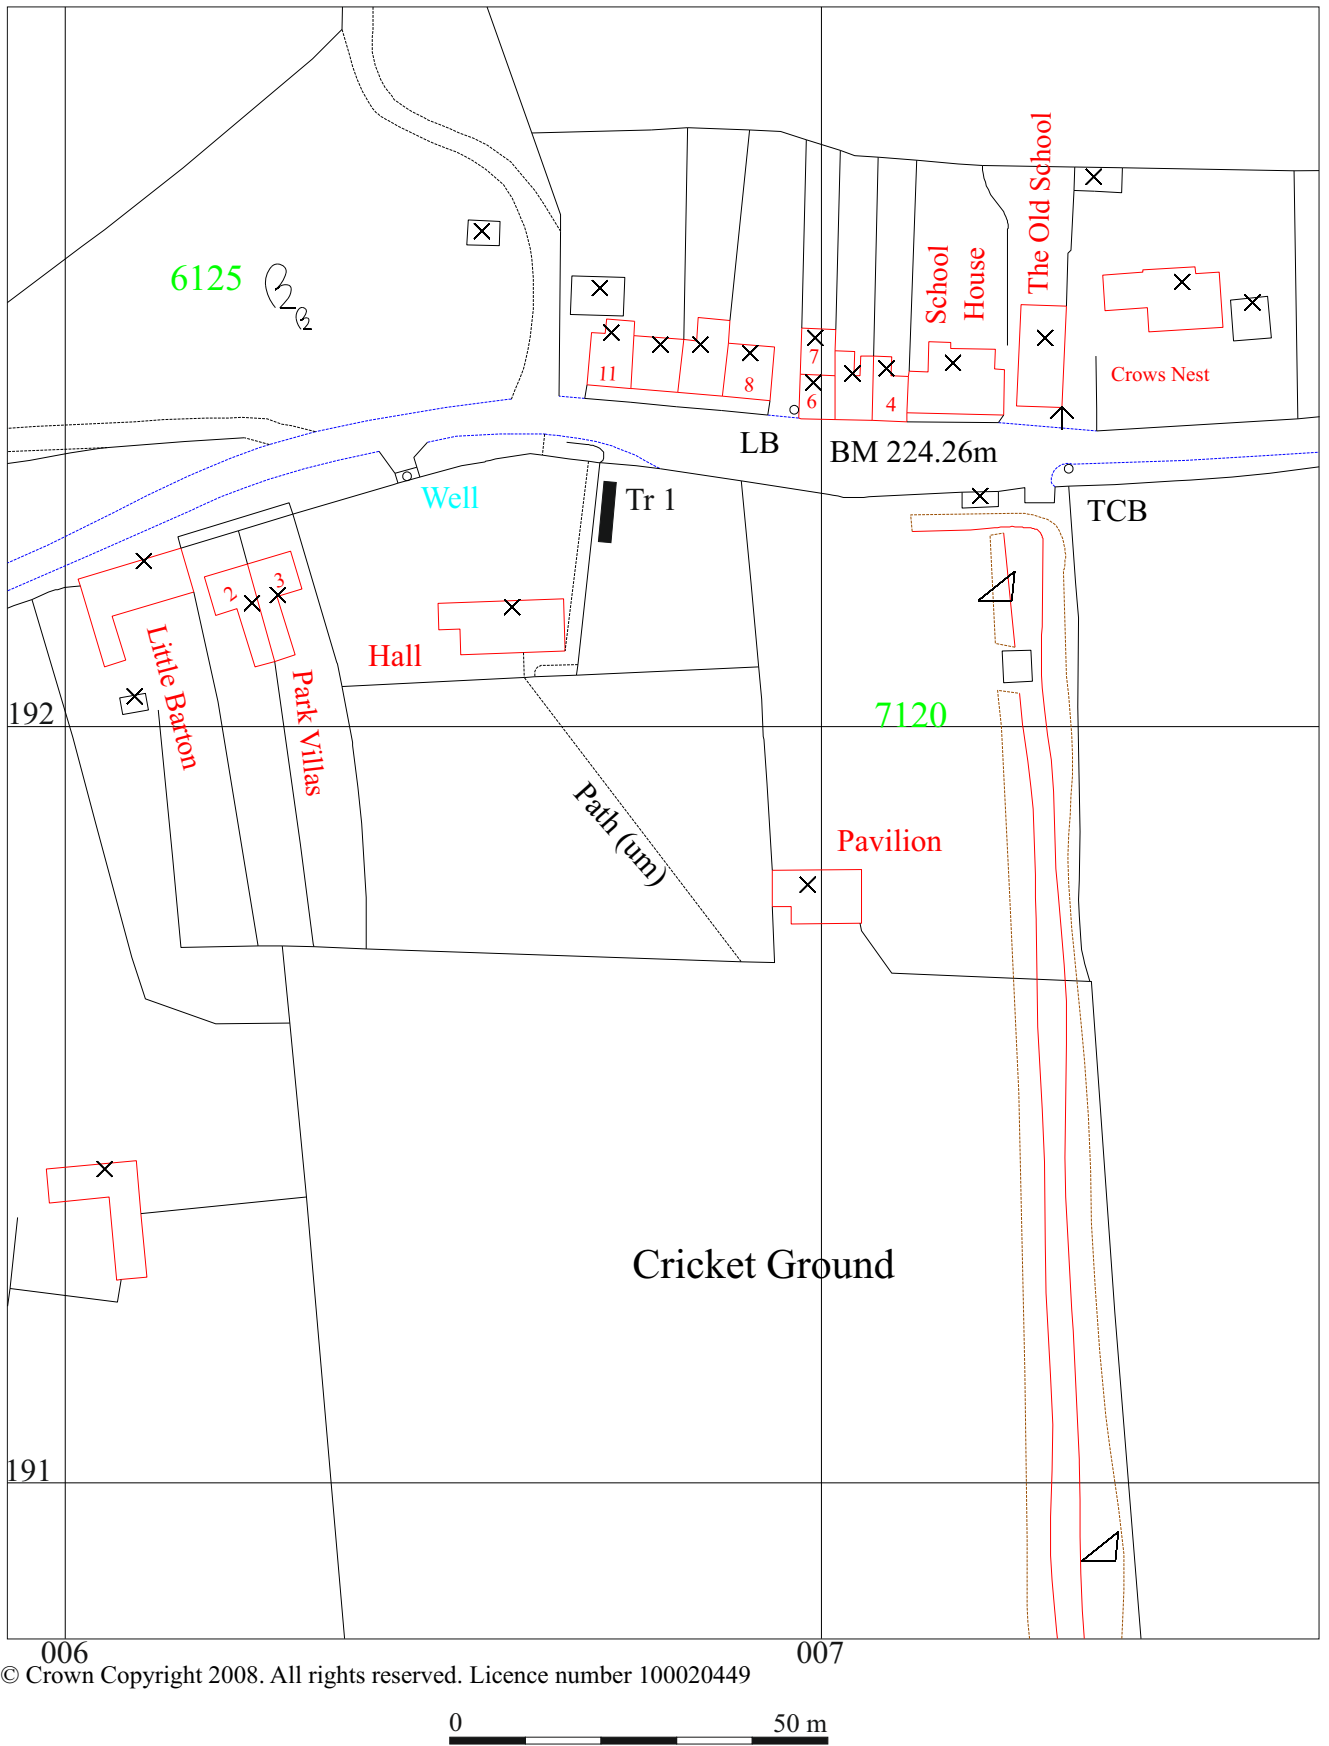 The Old School
School
House
6125
11
8
7
6
4
Crows Nest
LB
BM 224.26m
Well
Tr 1
TCB
2
3
Hall
Little Barton
Park Villas
192
7120
Path (um)
Pavilion
Cricket Ground
191
006
007
© Crown Copyright 2008. All rights reserved. Licence number 100020449
0
50 m